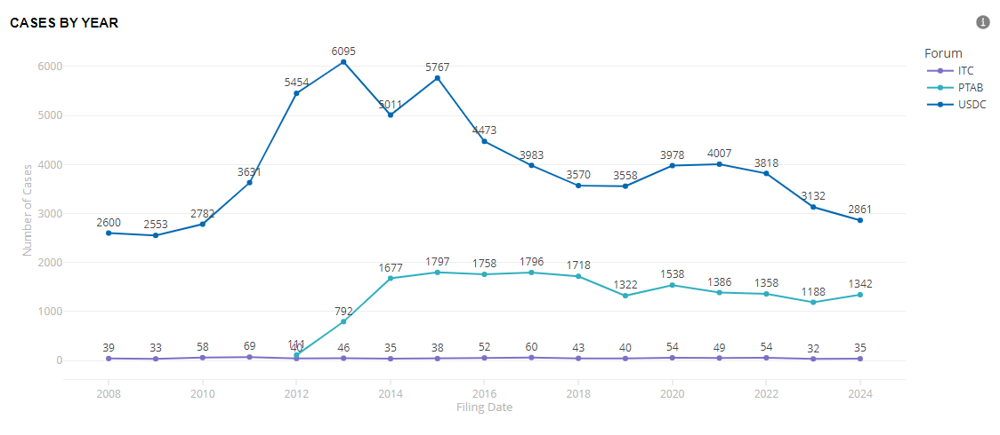 CASES BY YEAR
i
Forum
ITC
PTAB
USDC
Number of Cases
6000
5000
4000
3000
2000
1000
0
2600 2553 2782 3631 5454 6095 5011 5767 4473 3983 3570 3558 3978 4007 3818 3132 2861
111 792 1677 1797 1758 1796 1718 1322 1538 1386 1358 1188 1342
39 33 58 69 40 46 35 38 52 60 43 40 54 49 54 32 35
2008 2010 2012 2014 2016 2018 2020 2022 2024
Filing Date